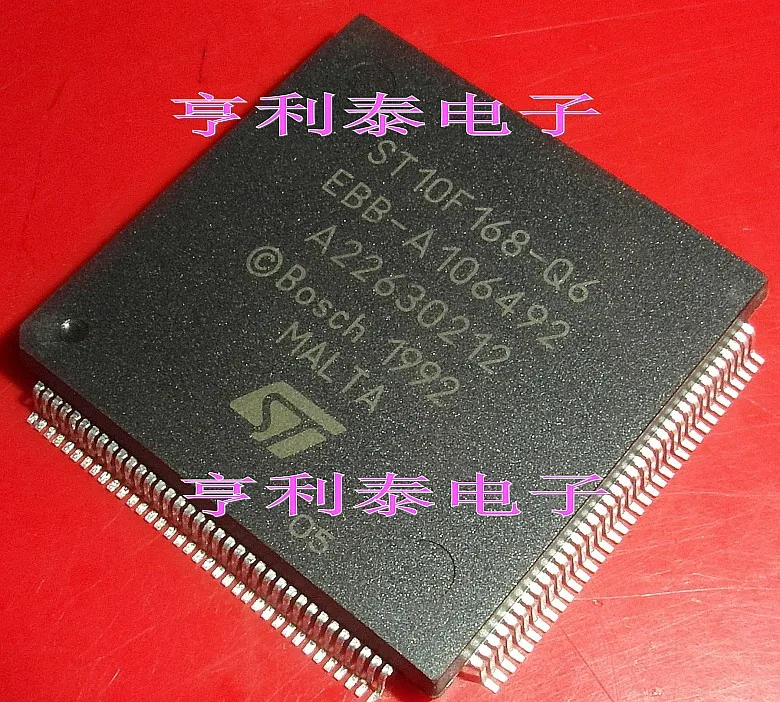 亨利泰电子
ST10F168-Q6
EBB-A106492
A22630212
©Bosch 1992
MALTA
ST
亨利泰电子
05